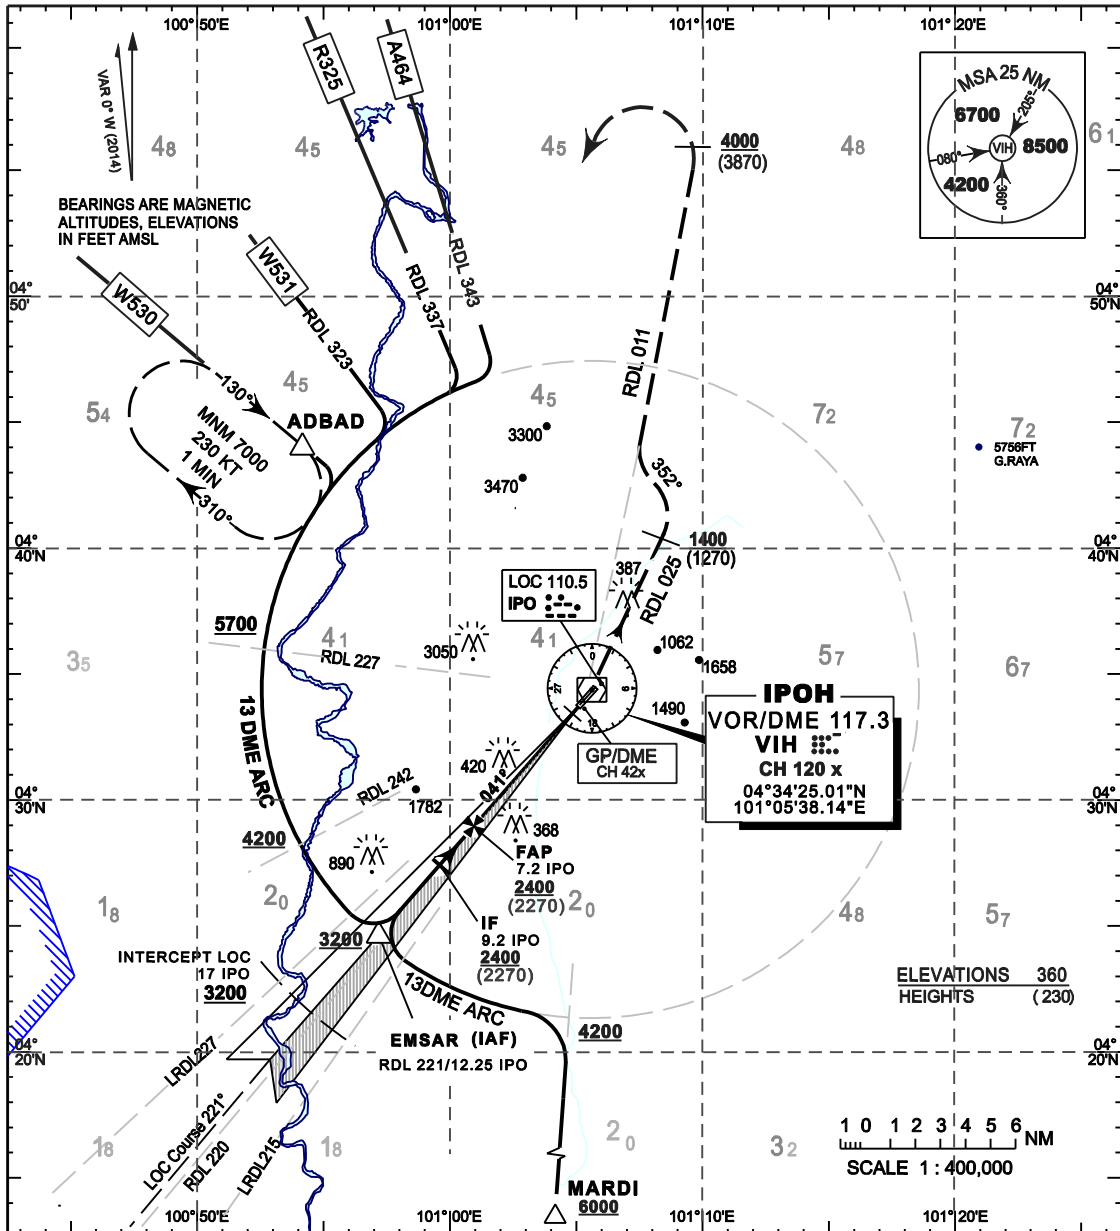 100°50'
101°00'
101°10'
101°20'
R325
A464
VAR 0° W (2014)
48
45
45
48
61
4000
(3870)
MSA 25 NM
6700
205°
VIH
8500
080°
4200
360°
BEARINGS ARE MAGNETIC
ALTITUDES, ELEVATIONS
IN FEET AMSL
W530
W531
RDL 323
RDL 337
RDL 343
RDL 011
04°
50'
04°
50'N
130°
ADBAD
MNM 7000
230 KT
1 MIN
310°
54
45
45
72
72
3300
3470
5756FT
G.RAYA
352°
04°
40'N
04°
40'N
1400
(1270)
RDL 025
387
LOC 110.5
IPO
5700
35
41
RDL 227
3050
41
57
67
1062
1658
1490
0
6
18
27
13 DME ARC
GP/DME
CH 42x
IPOH
VOR/DME 117.3
VIH
CH 120 x
04°34'25.01"N
101°05'38.14"E
420
041°
RDL 242
1782
04°
30'N
04°
30'N
4200
890
368
FAP
7.2 IPO
2400
(2270)
18
20
20
48
57
IF
9.2 IPO
2400
(2270)
3200
INTERCEPT LOC
17 IPO
3200
13DME ARC
ELEVATIONS 360
HEIGHTS (230)
EMSAR (IAF)
RDL 221/12.25 IPO
4200
04°
20'N
04°
20'N
LRDL227
LOC Course 221°
RDL 220
LRDL215
18
18
20
32
1 0 1 2 3 4 5 6 NM
SCALE 1 : 400,000
MARDI
6000
100°50'
101°00'
101°10'
101°20'